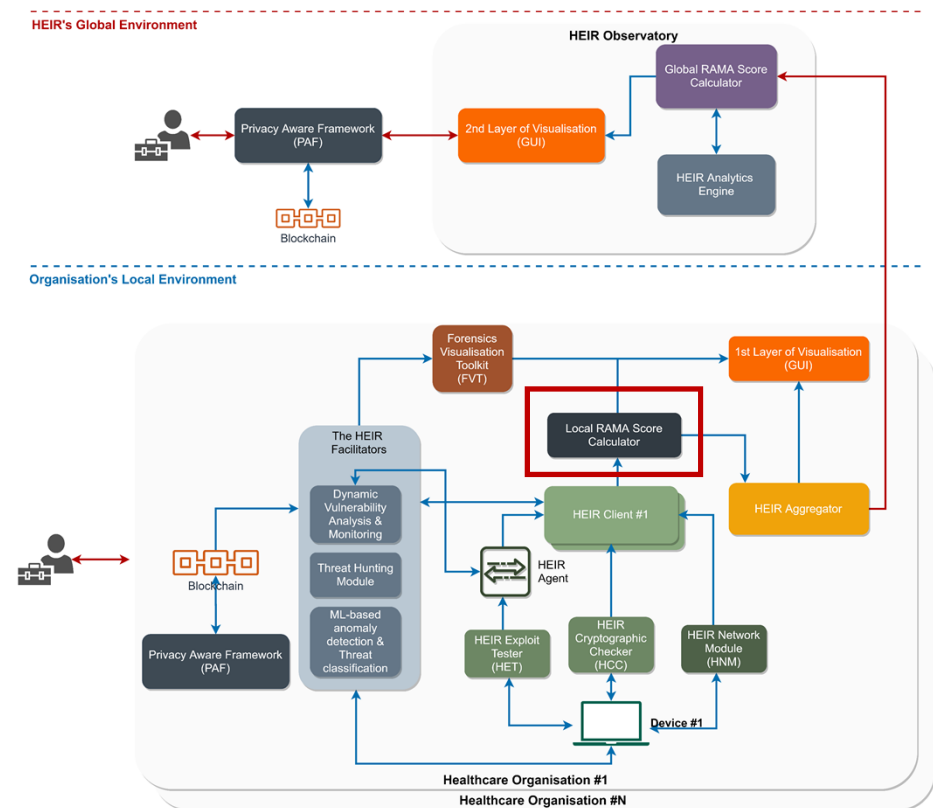 HEIR's Global Environment
HEIR Observatory
Global RAMA Score
Calculator
Privacy Aware Framework
(PAF)
2nd Layer of Visualisation
(GUI)
HEIR Analytics
Engine
Blockchain
Organisation's Local Environment
Forensics
Visualisation
Toolkit
(FVT)
1st Layer of Visualisation
(GUI)
Local RAMA Score
Calculator
The HEIR
Facilitators
Dynamic
Vulnerability
Analysis &
Monitoring
HEIR Client #1
HEIR Aggregator
HEIR
Agent
Threat Hunting
Module
Blockchain
ML-based
anomaly
detection &
Threat
classification
Privacy Aware Framework
(PAF)
HEIR Exploit
Tester
(HET)
HEIR
Cryptographic
Checker
(HCC)
HEIR Network
Module
(HNM)
Device #1
Healthcare Organisation #1
Healthcare Organisation #N